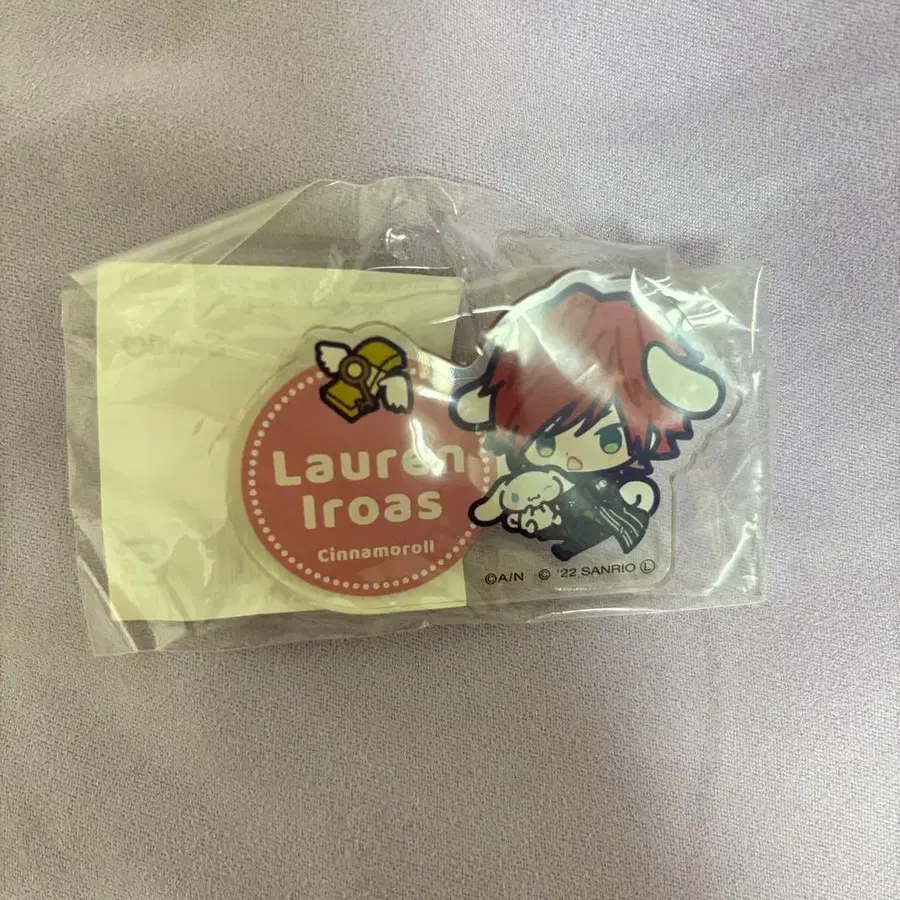 Lauren
Iroas
Cinnamoroll
©A/N © '22 SANRIO Ⓛ